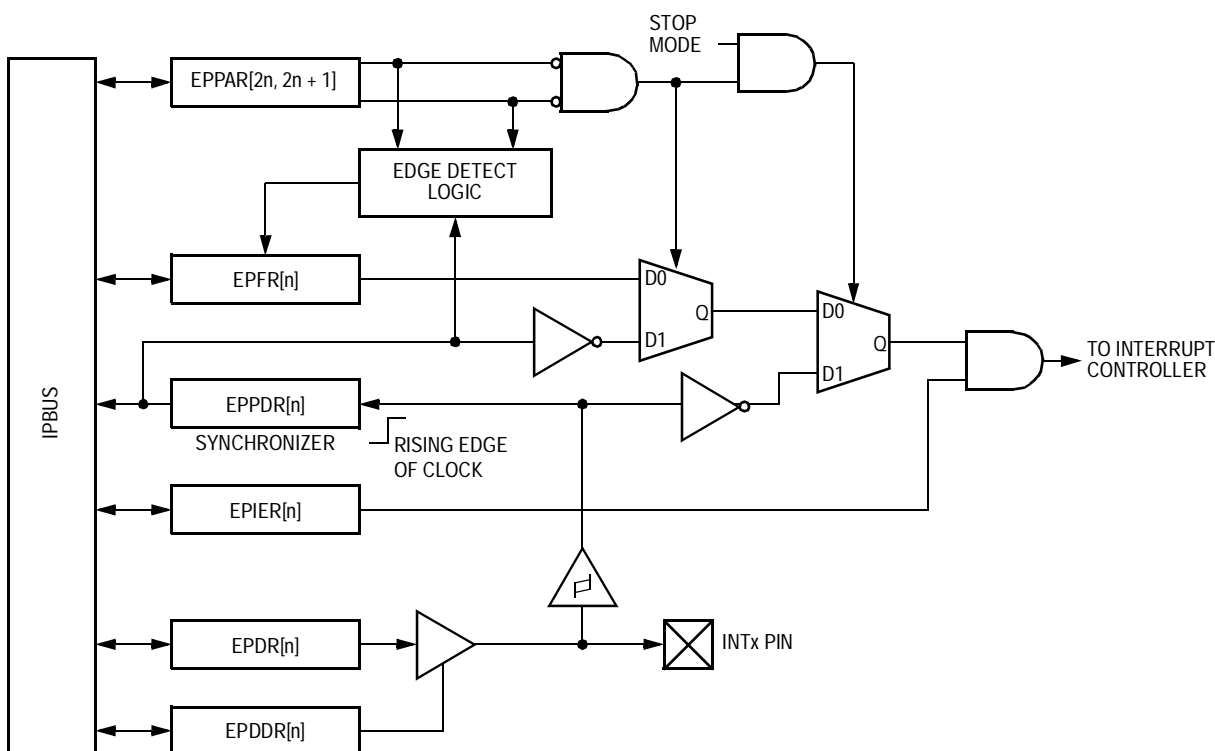 STOP
MODE
EPPAR[2n, 2n + 1]
EDGE DETECT
LOGIC
EPFR[n]
D0
Q
D1
D0
Q
D1
TO INTERRUPT
CONTROLLER
IPBUS
EPPDR[n]
SYNCHRONIZER
RISING EDGE
OF CLOCK
EPIER[n]
EPDR[n]
INTx PIN
EPDDR[n]